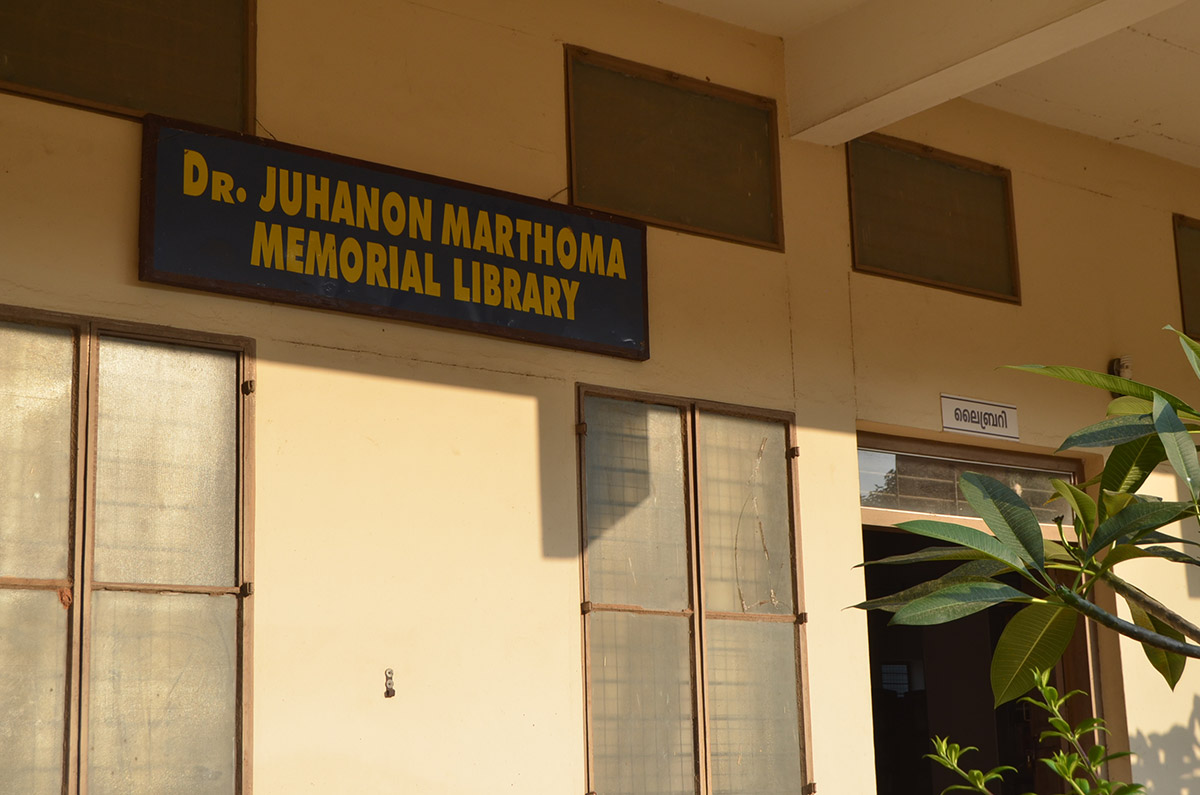 DR. JUHANON MARTHOMA
MEMORIAL LIBRARY
ലൈബ്രറി